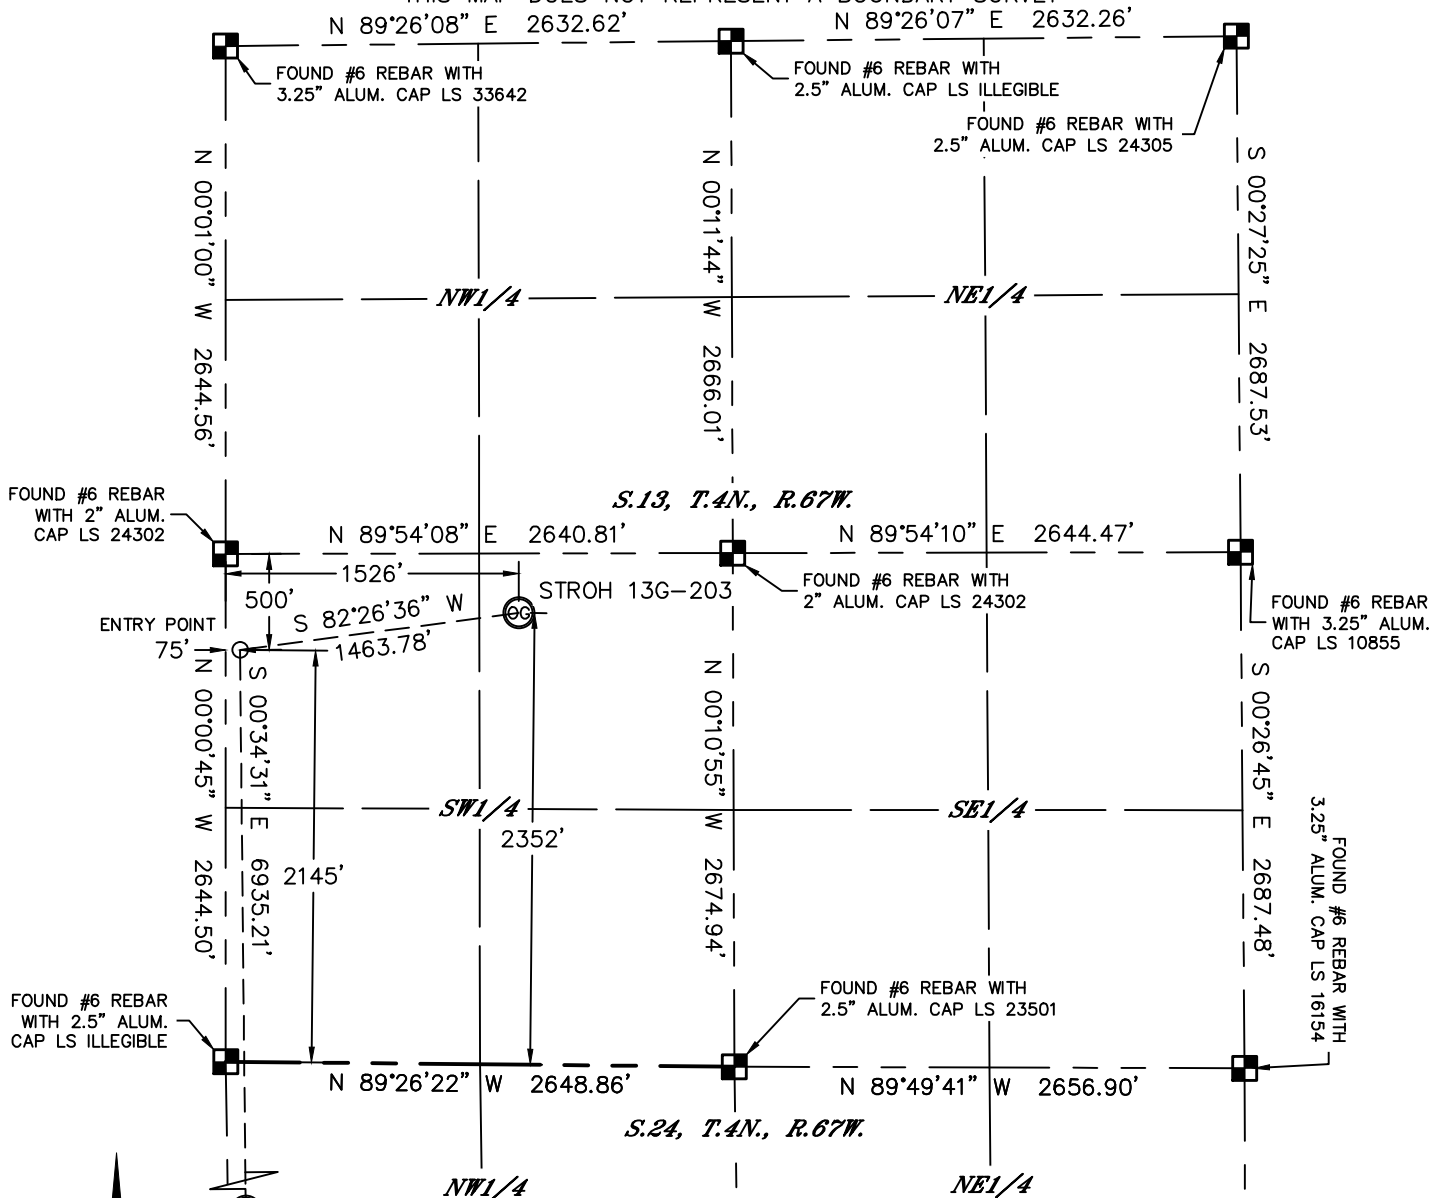 THIS MAP DOES NOT REPRESENT A BOUNDARY SURVEY
N 89°26'08" E 2632.62'
N 89°26'07" E 2632.26'
FOUND #6 REBAR WITH
3.25" ALUM. CAP LS 33642
FOUND #6 REBAR WITH
2.5" ALUM. CAP LS ILLEGIBLE
FOUND #6 REBAR WITH
2.5" ALUM. CAP LS 24305
N 00°01'00" W 2644.56'
N 00°11'44" W 2666.01'
S 00°27'25" E 2687.53'
NW1/4
NE1/4
S.13, T.4N., R.67W.
FOUND #6 REBAR
WITH 2" ALUM.
CAP LS 24302
N 89°54'08" E 2640.81'
N 89°54'10" E 2644.47'
1526'
STROH 13G-203
OG
FOUND #6 REBAR WITH
2" ALUM. CAP LS 24302
500'
S 82°26'36" W
1463.78'
ENTRY POINT
75'
FOUND #6 REBAR
WITH 3.25" ALUM.
CAP LS 10855
N 00°00'45" W 2644.50'
S 00°34'31" E 6935.21'
N 00°10'55" W 2674.94'
S 00°26'45" E 2687.48'
SW1/4
SE1/4
2352'
2145'
FOUND #6 REBAR WITH
3.25" ALUM. CAP LS 16154
FOUND #6 REBAR
WITH 2.5" ALUM.
CAP LS ILLEGIBLE
FOUND #6 REBAR WITH
2.5" ALUM. CAP LS 23501
N 89°26'22" W 2648.86'
N 89°49'41" W 2656.90'
S.24, T.4N., R.67W.
NW1/4
NE1/4